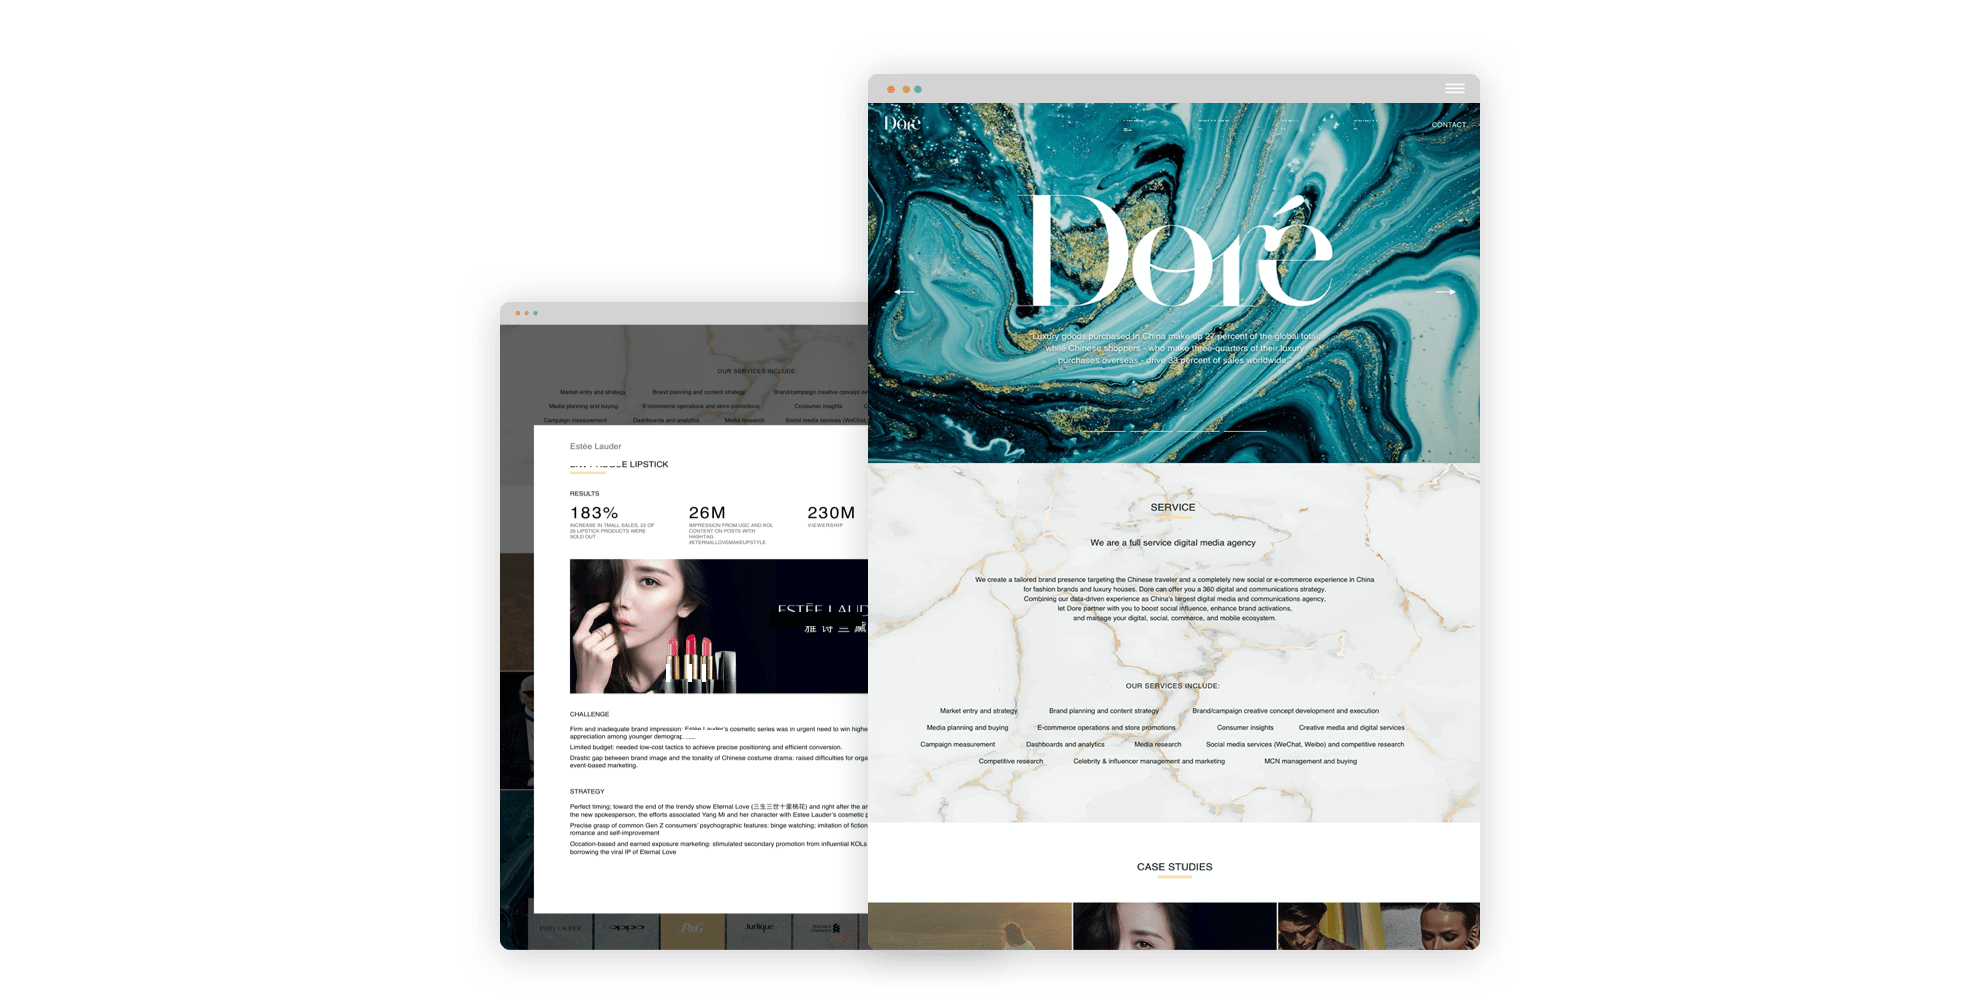 OUR SERVICES INCLUDE:
Market entry and strategy Brand planning and content strategy Brand/campaign creative concept de
Media planning and buying E-commerce operations and store promotions Consumer insights C
Campaign measurement Dashboards and analytics Media research Social media services (WeChat,
Estée Lauder
LIPSTICK
RESULTS
183% 26M 230M
INCREASE IN TMALL SALES, 22 OF
26 LIPSTICK PRODUCTS WERE
SOLD OUT
IMPRESSION FROM UGC AND KOL
CONTENT ON POSTS WITH
HASHTAG
#ETERNALLOVEMAKEUPSTYLE
VIEWERSHIP
ESTĒE LAUD
CHALLENGE
Firm and inadequate brand impression: Estée Lauder's cosmetic series was in urgent need to win highe
appreciation among younger demograp
Limited budget: needed low-cost tactics to achieve precise positioning and efficient conversion.
Drastic gap between brand image and the tonality of Chinese costume drama: raised difficulties for orga
event-based marketing.
STRATEGY
Perfect timing; toward the end of the trendy show Eternal Love (三生三世十里桃花) and right after the an
the new spokesperson, the efforts associated Yang Mi and her character with Estee Lauder's cosmetic p
Precise grasp of common Gen Z consumers' psychographic features: binge watching; imitation of fiction
romance and self-improvement
Occation-based and earned exposure marketing: stimulated secondary promotion from influential KOLs
borrowing the viral IP of Eternal Love
ESTĒE LAUDER oppo P&G Jurlique Standard Chartered
Doré
CONTACT
Doré
Luxury goods purchased in China make up 27 percent of the global total,
while Chinese shoppers - who make three-quarters of their luxury
purchases overseas - drive 33 percent of sales worldwide.
SERVICE
We are a full service digital media agency
We create a tailored brand presence targeting the Chinese traveler and a completely new social or e-commerce experience in China
for fashion brands and luxury houses. Dore can offer you a 360 digital and communications strategy.
Combining our data-driven experience as China's largest digital media and communications agency,
let Dore partner with you to boost social influence, enhance brand activations,
and manage your digital, social, commerce, and mobile ecosystem.
OUR SERVICES INCLUDE:
Market entry and strategy Brand planning and content strategy Brand/campaign creative concept development and execution
Media planning and buying E-commerce operations and store promotions Consumer insights Creative media and digital services
Campaign measurement Dashboards and analytics Media research Social media services (WeChat, Weibo) and competitive research
Competitive research Celebrity & influencer management and marketing MCN management and buying
CASE STUDIES